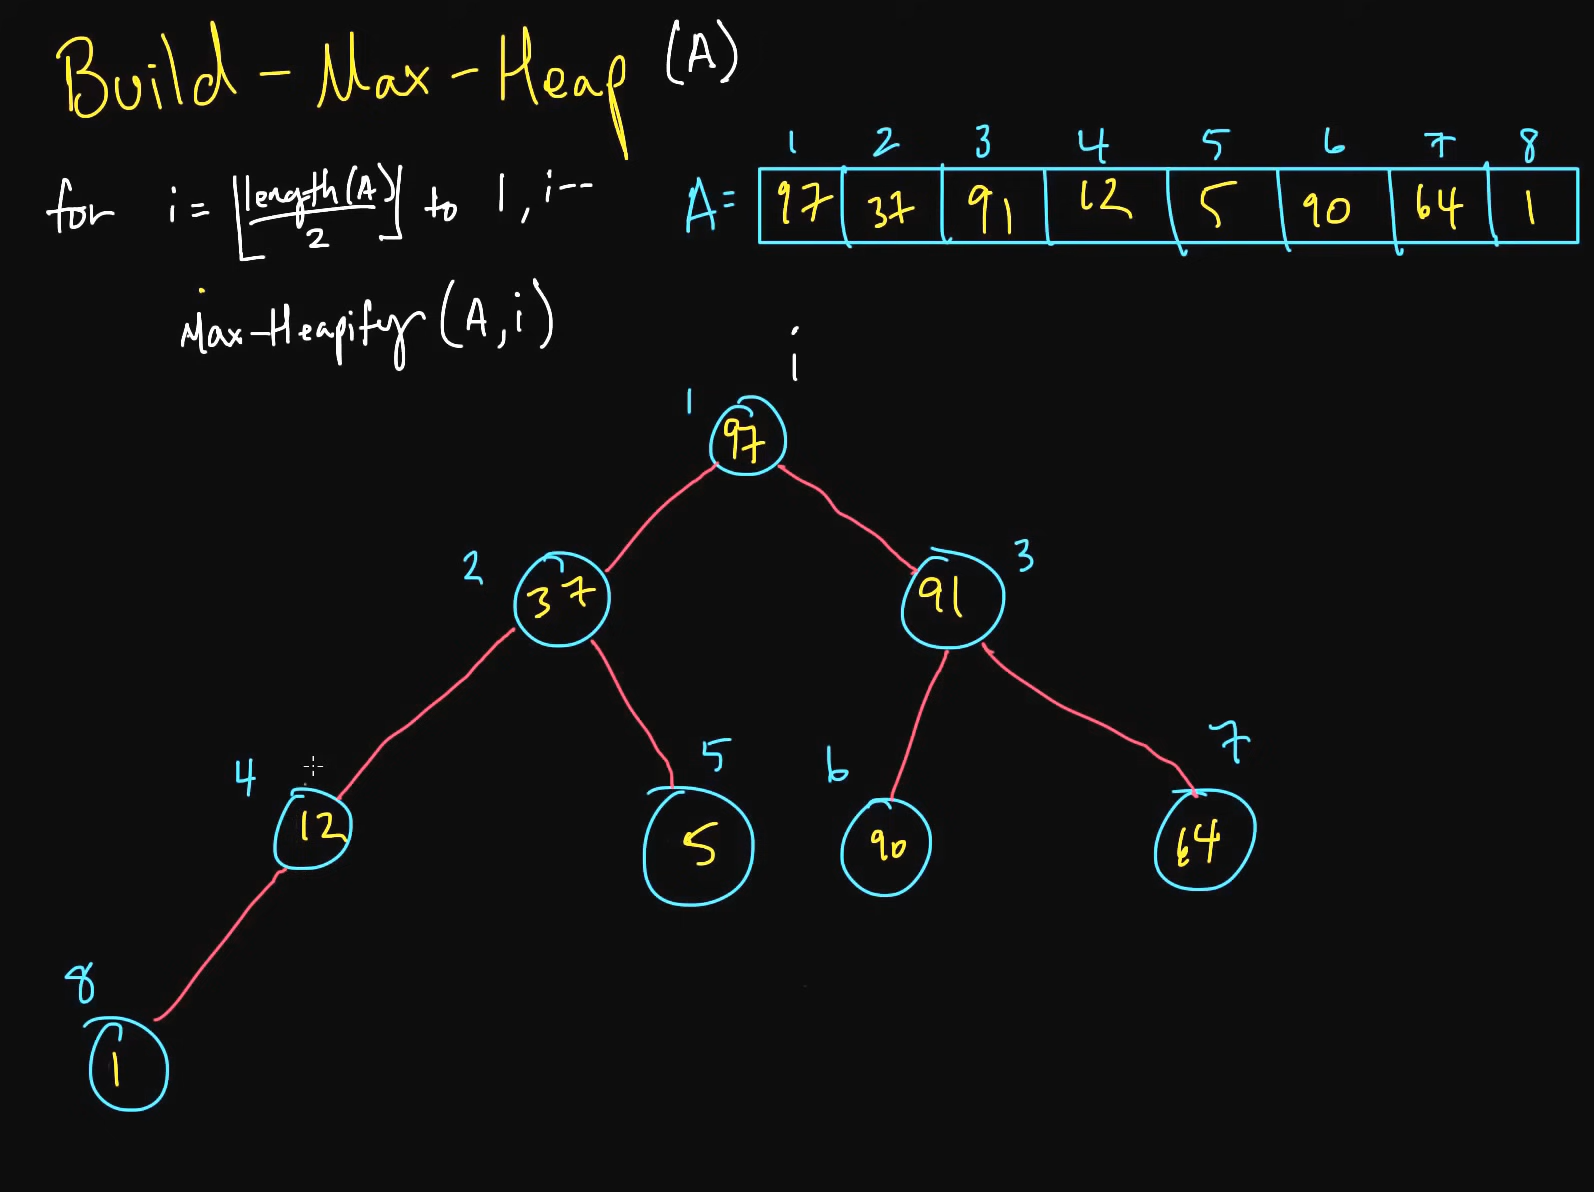 Build-Max-Heap (A)
for i = ⌊length(A)/2⌋ to 1, i--
Max-Heapify(A,i)
1 2 3 4 5 6 7 8
A= 97 37 91 12 5 90 64 1
i
1
97
2 3
37 91
4 5 6 7
12 5 90 64
8
1